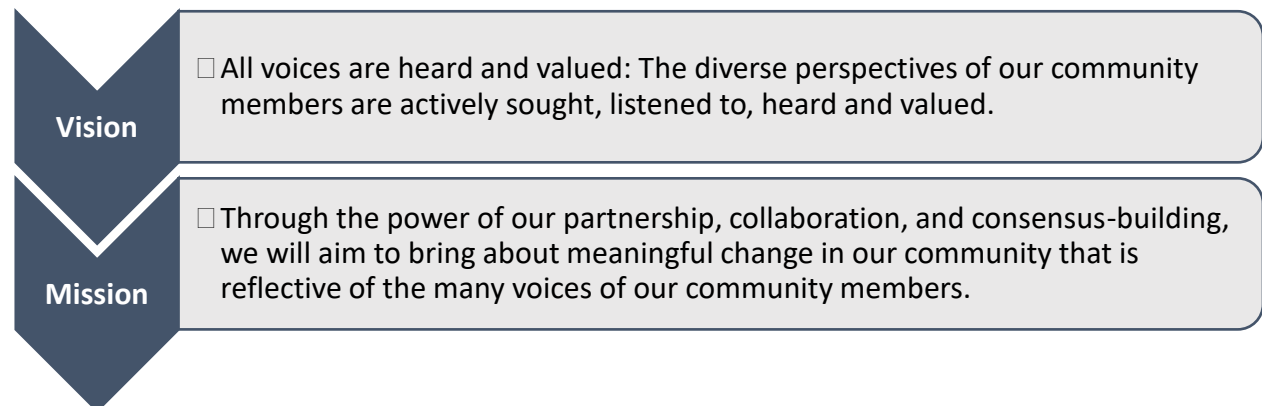 Vision
□ All voices are heard and valued: The diverse perspectives of our community
members are actively sought, listened to, heard and valued.
Mission
□ Through the power of our partnership, collaboration, and consensus-building,
we will aim to bring about meaningful change in our community that is
reflective of the many voices of our community members.